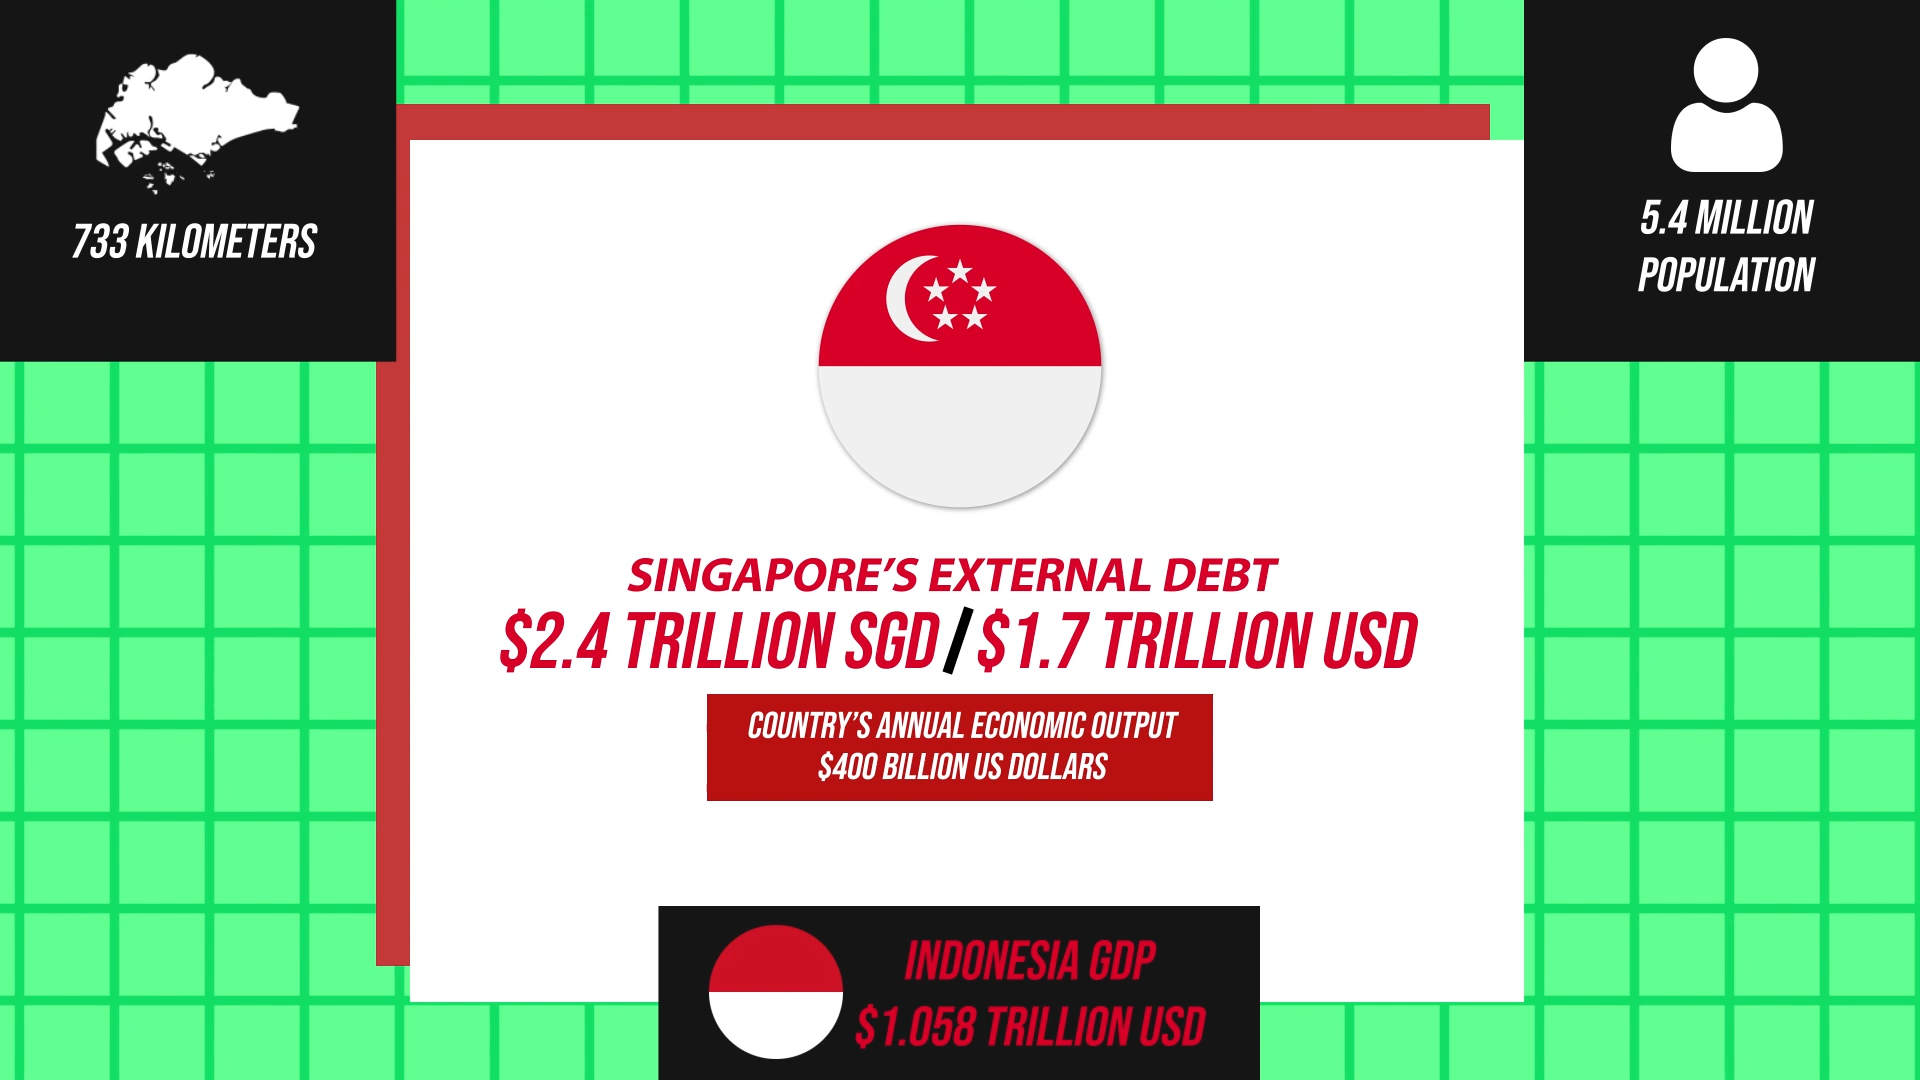 733 KILOMETERS
5.4 MILLION
POPULATION
SINGAPORE'S EXTERNAL DEBT
$2.4 TRILLION SGD/$1.7 TRILLION USD
COUNTRY'S ANNUAL ECONOMIC OUTPUT
$400 BILLION US DOLLARS
INDONESIA GDP
$1.058 TRILLION USD